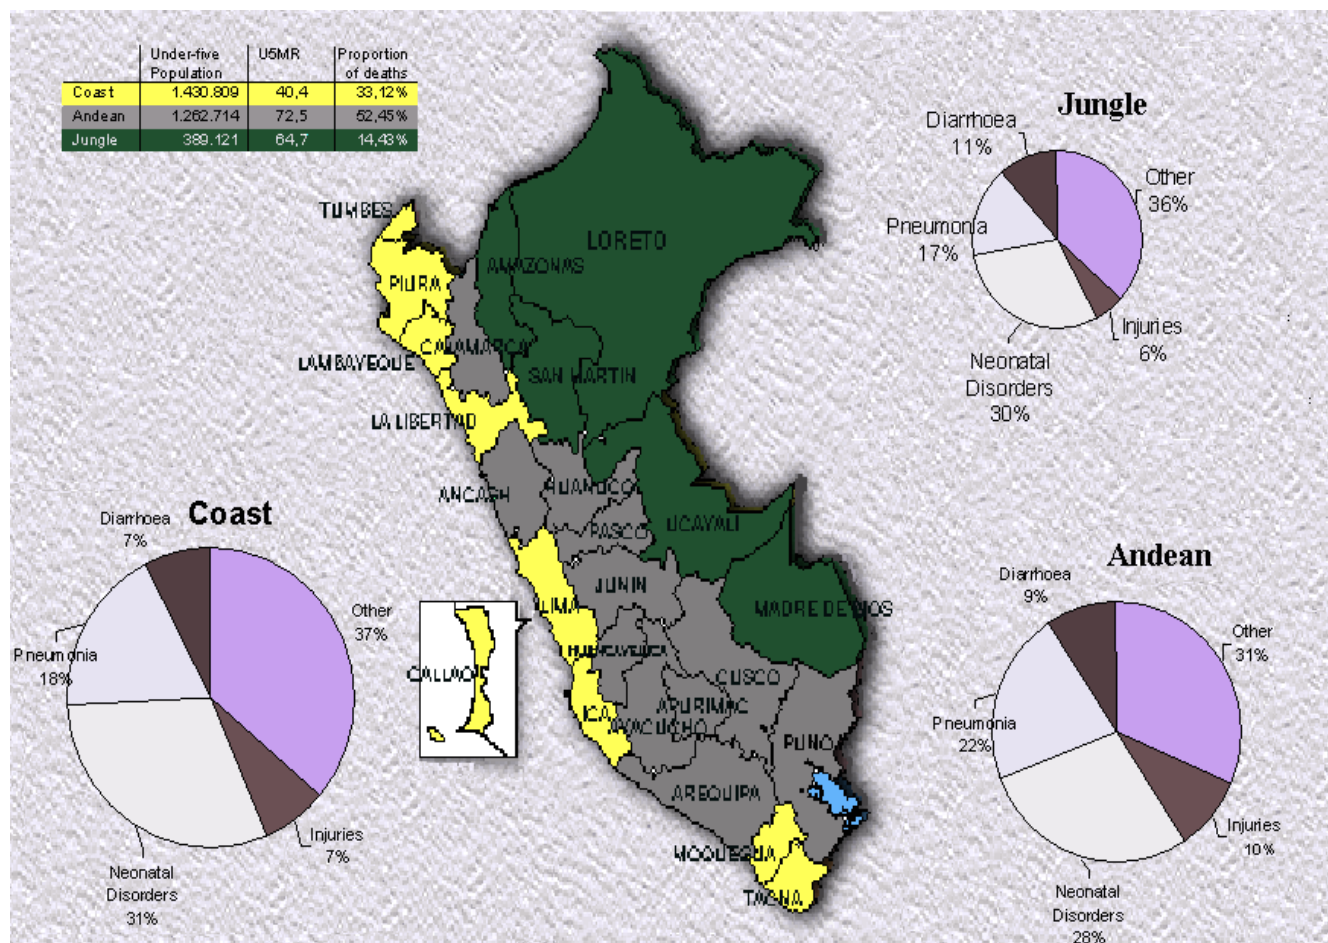 Under-five U5MR Proportion
Population of deaths
Coast 1.430.809 40,4 33,12%
Andean 1.262.714 72,5 52,45%
Jungle 389.121 64,7 14,43%
Jungle
Diarrhoea
11%
Other
36%
Pneumonia
17%
Injuries
6%
Neonatal
Disorders
30%
TUMBES
LORETO
AMAZONAS
PIURA
CAJAMARCA
LAMBAYEQUE
SAN MARTIN
LA LIBERTAD
ANCASH
HUANUCO
PASCO
UCAYALI
JUNIN
LIMA
MADRE DE DIOS
HUANCAVELICA
CALLAO
CUSCO
APURIMAC
ICA
AYACUCHO
PUNO
AREQUIPA
MOQUEGUA
TACNA
Coast
Diarrhoea
7%
Other
37%
Pneumonia
18%
Injuries
7%
Neonatal
Disorders
31%
Andean
Diarrhoea
9%
Other
31%
Pneumonia
22%
Injuries
10%
Neonatal
Disorders
28%